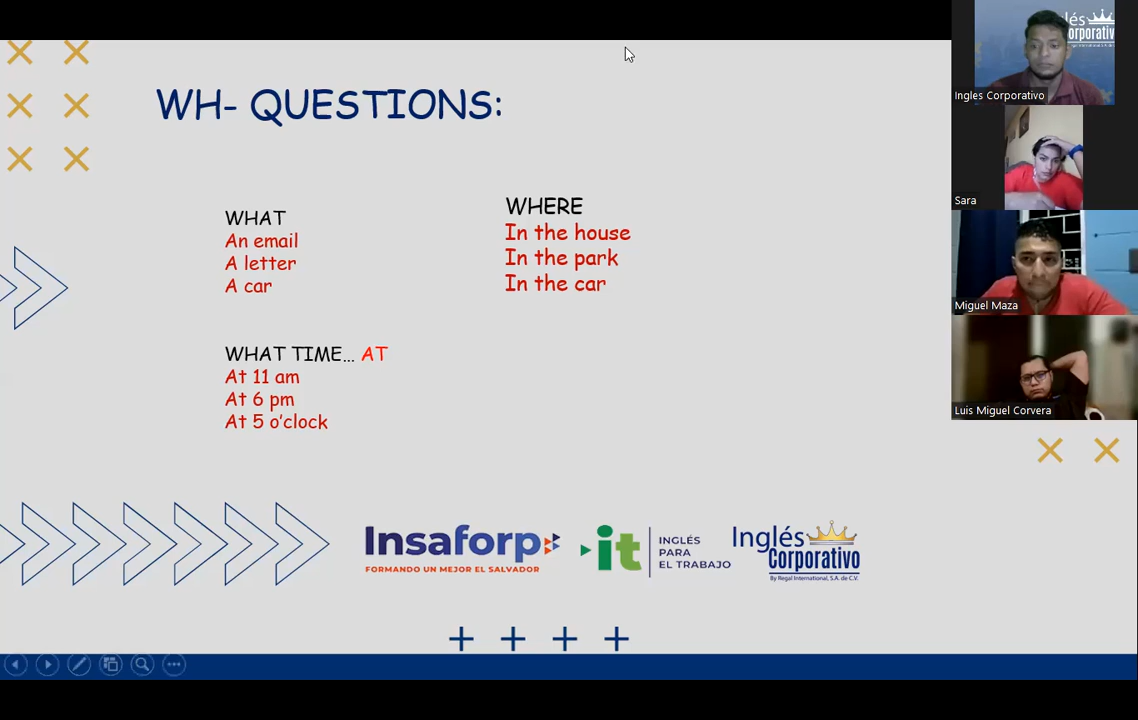 WH- QUESTIONS:
WHAT
An email
A letter
A car
WHERE
In the house
In the park
In the car
WHAT TIME... AT
At 11 am
At 6 pm
At 5 o'clock
Insaforp
FORMANDO UN MEJOR EL SALVADOR
it
INGLÉS
PARA
EL TRABAJO
Inglés
Corporativo
By Regal International, S.A. de C.V.
Ingles Corporativo
Sara
Miguel Maza
Luis Miguel Corvera